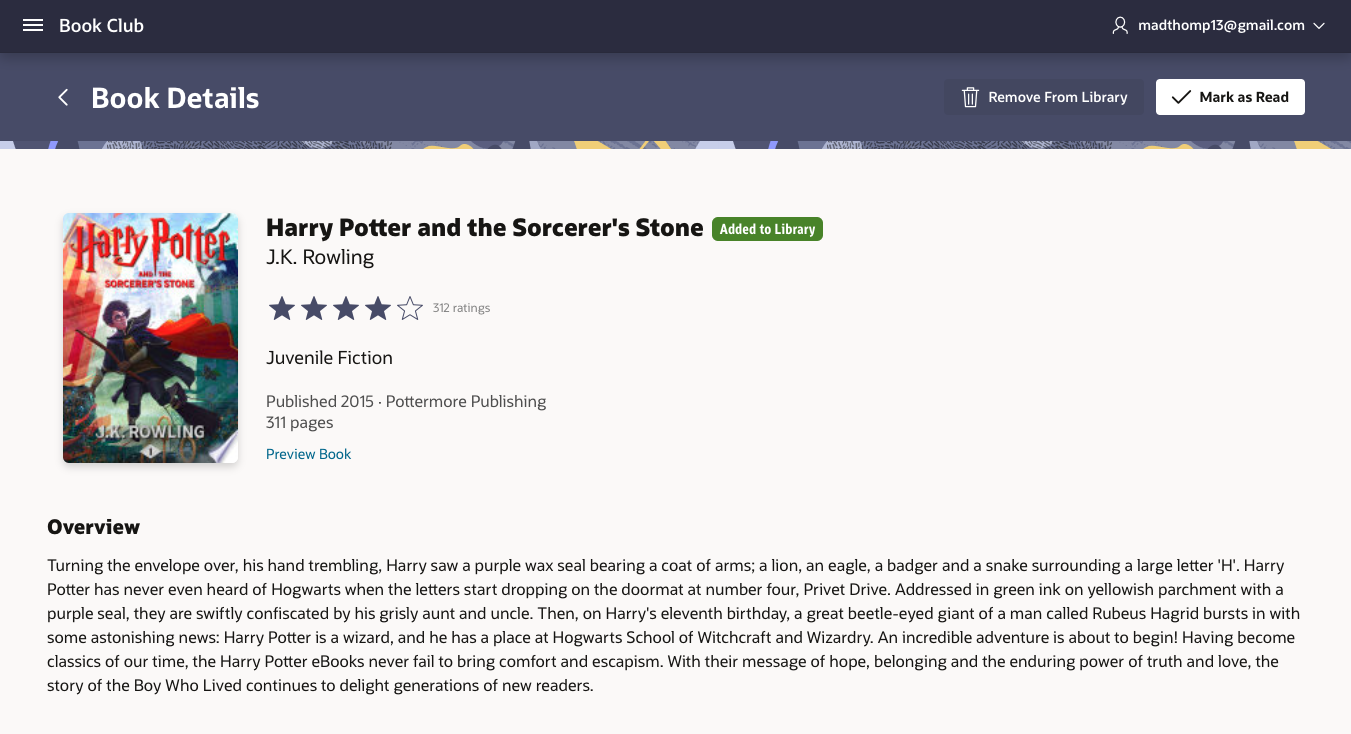 Book Club
madthomp13@gmail.com
Book Details
Remove From Library
Mark as Read
Harry Potter
AND THE
SORCERER'S STONE
J.K. ROWLING
1
Harry Potter and the Sorcerer's Stone
Added to Library
J.K. Rowling
312 ratings
Juvenile Fiction
Published 2015 · Pottermore Publishing
311 pages
Preview Book
Overview
Turning the envelope over, his hand trembling, Harry saw a purple wax seal bearing a coat of arms; a lion, an eagle, a badger and a snake surrounding a large letter 'H'. Harry
Potter has never even heard of Hogwarts when the letters start dropping on the doormat at number four, Privet Drive. Addressed in green ink on yellowish parchment with a
purple seal, they are swiftly confiscated by his grisly aunt and uncle. Then, on Harry's eleventh birthday, a great beetle-eyed giant of a man called Rubeus Hagrid bursts in with
some astonishing news: Harry Potter is a wizard, and he has a place at Hogwarts School of Witchcraft and Wizardry. An incredible adventure is about to begin! Having become
classics of our time, the Harry Potter eBooks never fail to bring comfort and escapism. With their message of hope, belonging and the enduring power of truth and love, the
story of the Boy Who Lived continues to delight generations of new readers.